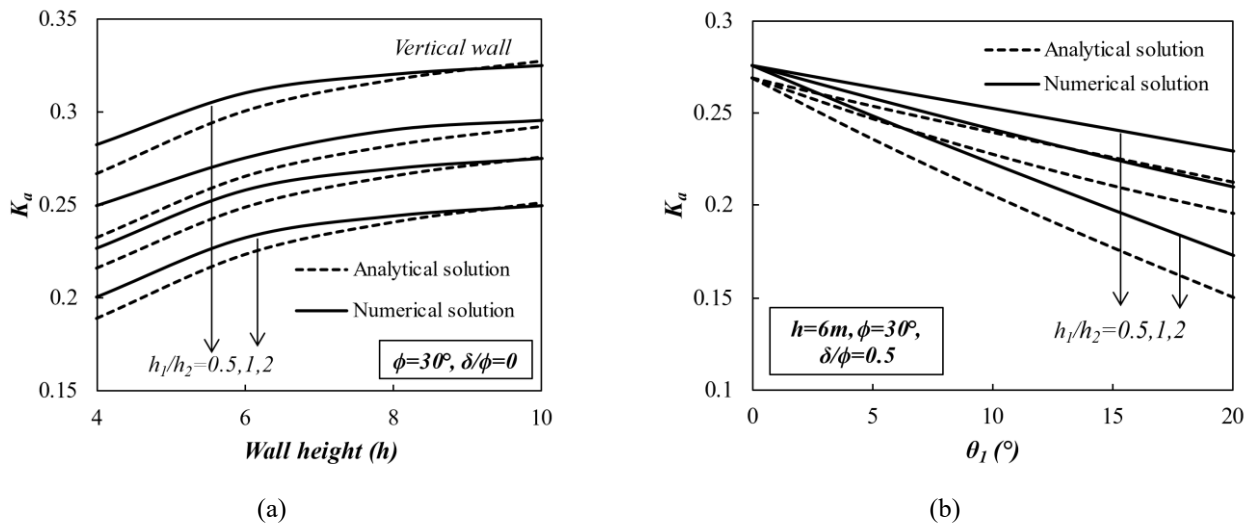 0.35
0.3
0.25
0.2
0.15
K_a
4
6
8
10
Wall height (h)
Vertical wall
Analytical solution
Numerical solution
h_1/h_2=0.5,1,2
ϕ=30°, δ/ϕ=0
(a)
0.3
0.25
0.2
0.15
0.1
K_a
0
5
10
15
20
θ_1 (°)
Analytical solution
Numerical solution
h_1/h_2=0.5,1,2
h=6m, ϕ=30°,
δ/ϕ=0.5
(b)